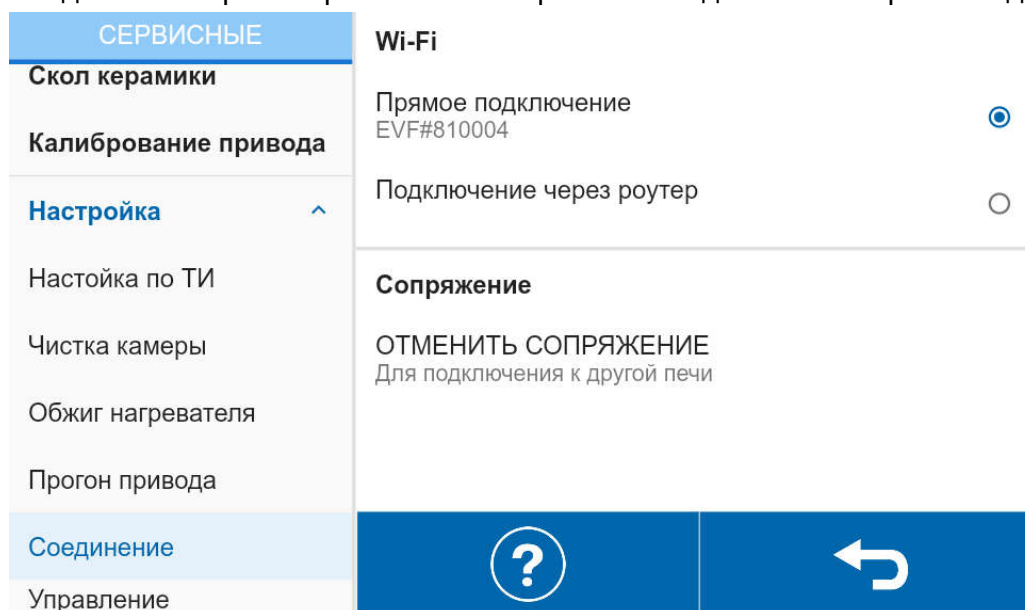 СЕРВИСНЫЕ
Скол керамики
Калибрование привода
Настройка
Настойка по ТИ
Чистка камеры
Обжиг нагревателя
Прогон привода
Соединение
Управление
Wi-Fi
Прямое подключение
EVF#810004
Подключение через роутер
Сопряжение
ОТМЕНИТЬ СОПРЯЖЕНИЕ
Для подключения к другой печи
?